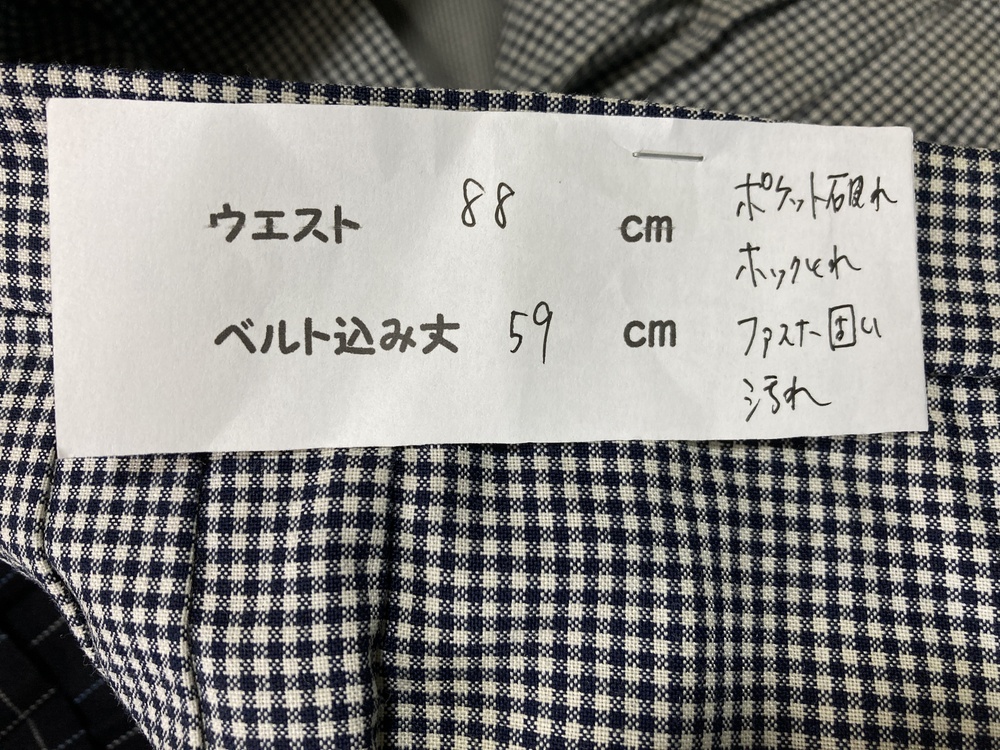 ウエスト 88 cm
ベルト込み丈 59 cm
ポケット破れ
ホックとれ
ファスナー固い
汚れ